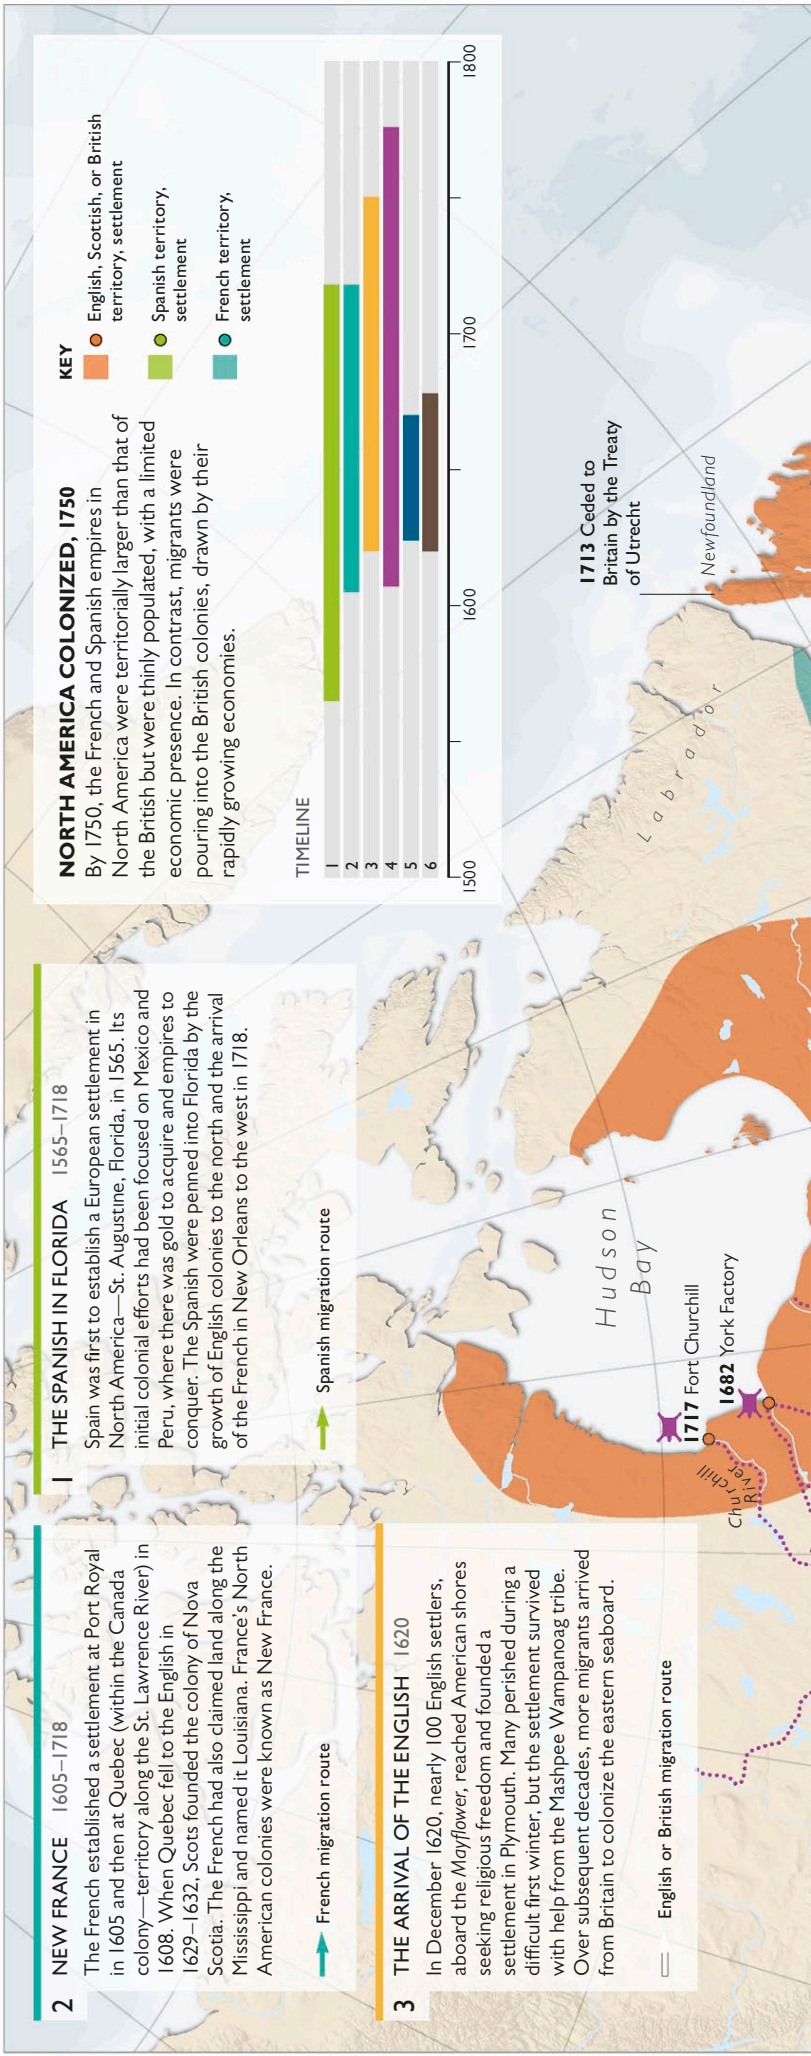 2 NEW FRANCE 1605–1718
The French established a settlement at Port Royal
in 1605 and then at Quebec (within the Canada
colony—territory along the St. Lawrence River) in
1608. When Quebec fell to the English in
1629–1632, Scots founded the colony of Nova
Scotia. The French had also claimed land along the
Mississippi and named it Louisiana. France's North
American colonies were known as New France.
French migration route
1 THE SPANISH IN FLORIDA 1565–1718
Spain was first to establish a European settlement in
North America—St. Augustine, Florida, in 1565. Its
initial colonial efforts had been focused on Mexico and
Peru, where there was gold to acquire and empires to
conquer. The Spanish were penned into Florida by the
growth of English colonies to the north and the arrival
of the French in New Orleans to the west in 1718.
Spanish migration route
NORTH AMERICA COLONIZED, 1750
By 1750, the French and Spanish empires in
North America were territorially larger than that of
the British but were thinly populated, with a limited
economic presence. In contrast, migrants were
pouring into the British colonies, drawn by their
rapidly growing economies.
KEY
English, Scottish, or British
territory, settlement
Spanish territory,
settlement
French territory,
settlement
TIMELINE
1
2
3
4
5
6
1500 1600 1700 1800
3 THE ARRIVAL OF THE ENGLISH 1620
In December 1620, nearly 100 English settlers,
aboard the Mayflower, reached American shores
seeking religious freedom and founded a
settlement in Plymouth. Many perished during a
difficult first winter, but the settlement survived
with help from the Mashpee Wampanoag tribe.
Over subsequent decades, more migrants arrived
from Britain to colonize the eastern seaboard.
English or British migration route
Hudson
Bay
1717 Fort Churchill
1682 York Factory
Churchill
River
Labrador
1713 Ceded to
Britain by the Treaty
of Utrecht
Newfoundland